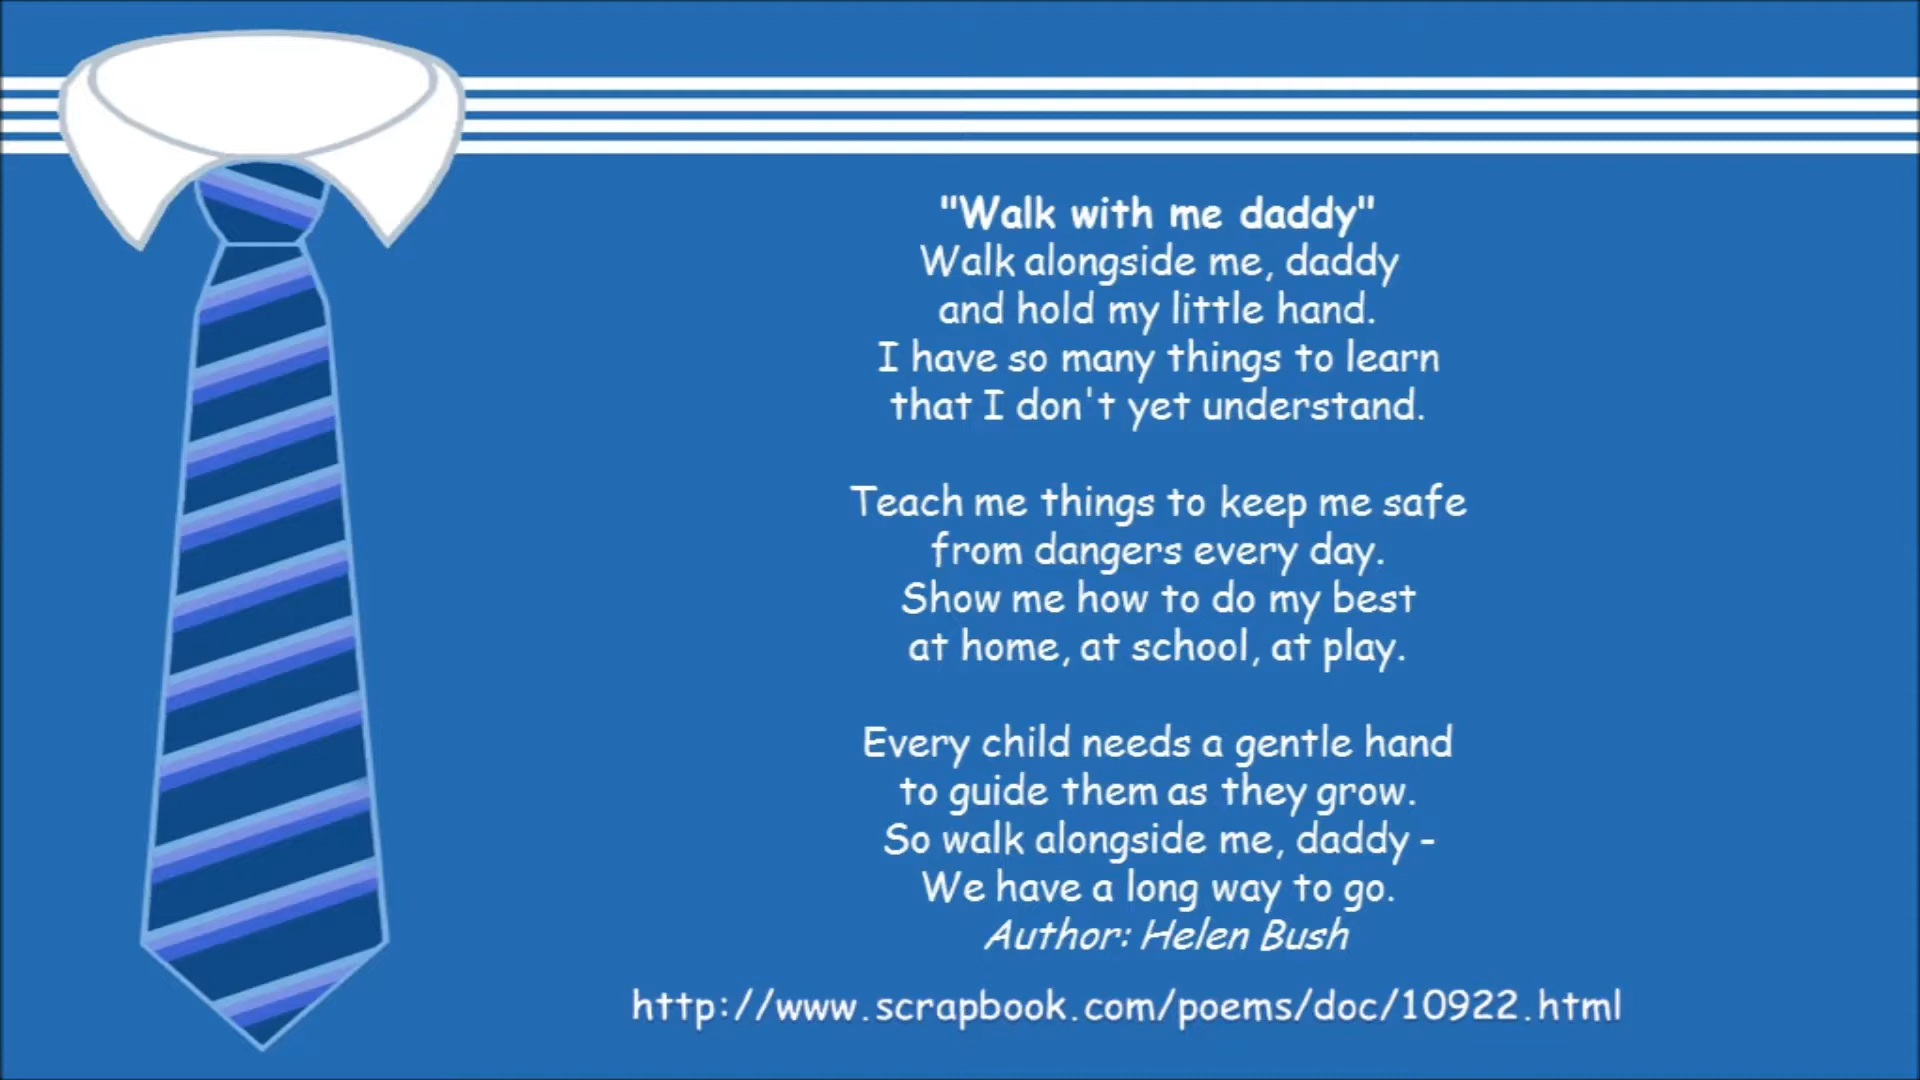 "Walk with me daddy"
Walk alongside me, daddy
and hold my little hand.
I have so many things to learn
that I don't yet understand.
Teach me things to keep me safe
from dangers every day.
Show me how to do my best
at home, at school, at play.
Every child needs a gentle hand
to guide them as they grow.
So walk alongside me, daddy -
We have a long way to go.
Author: Helen Bush
http://www.scrapbook.com/poems/doc/10922.html